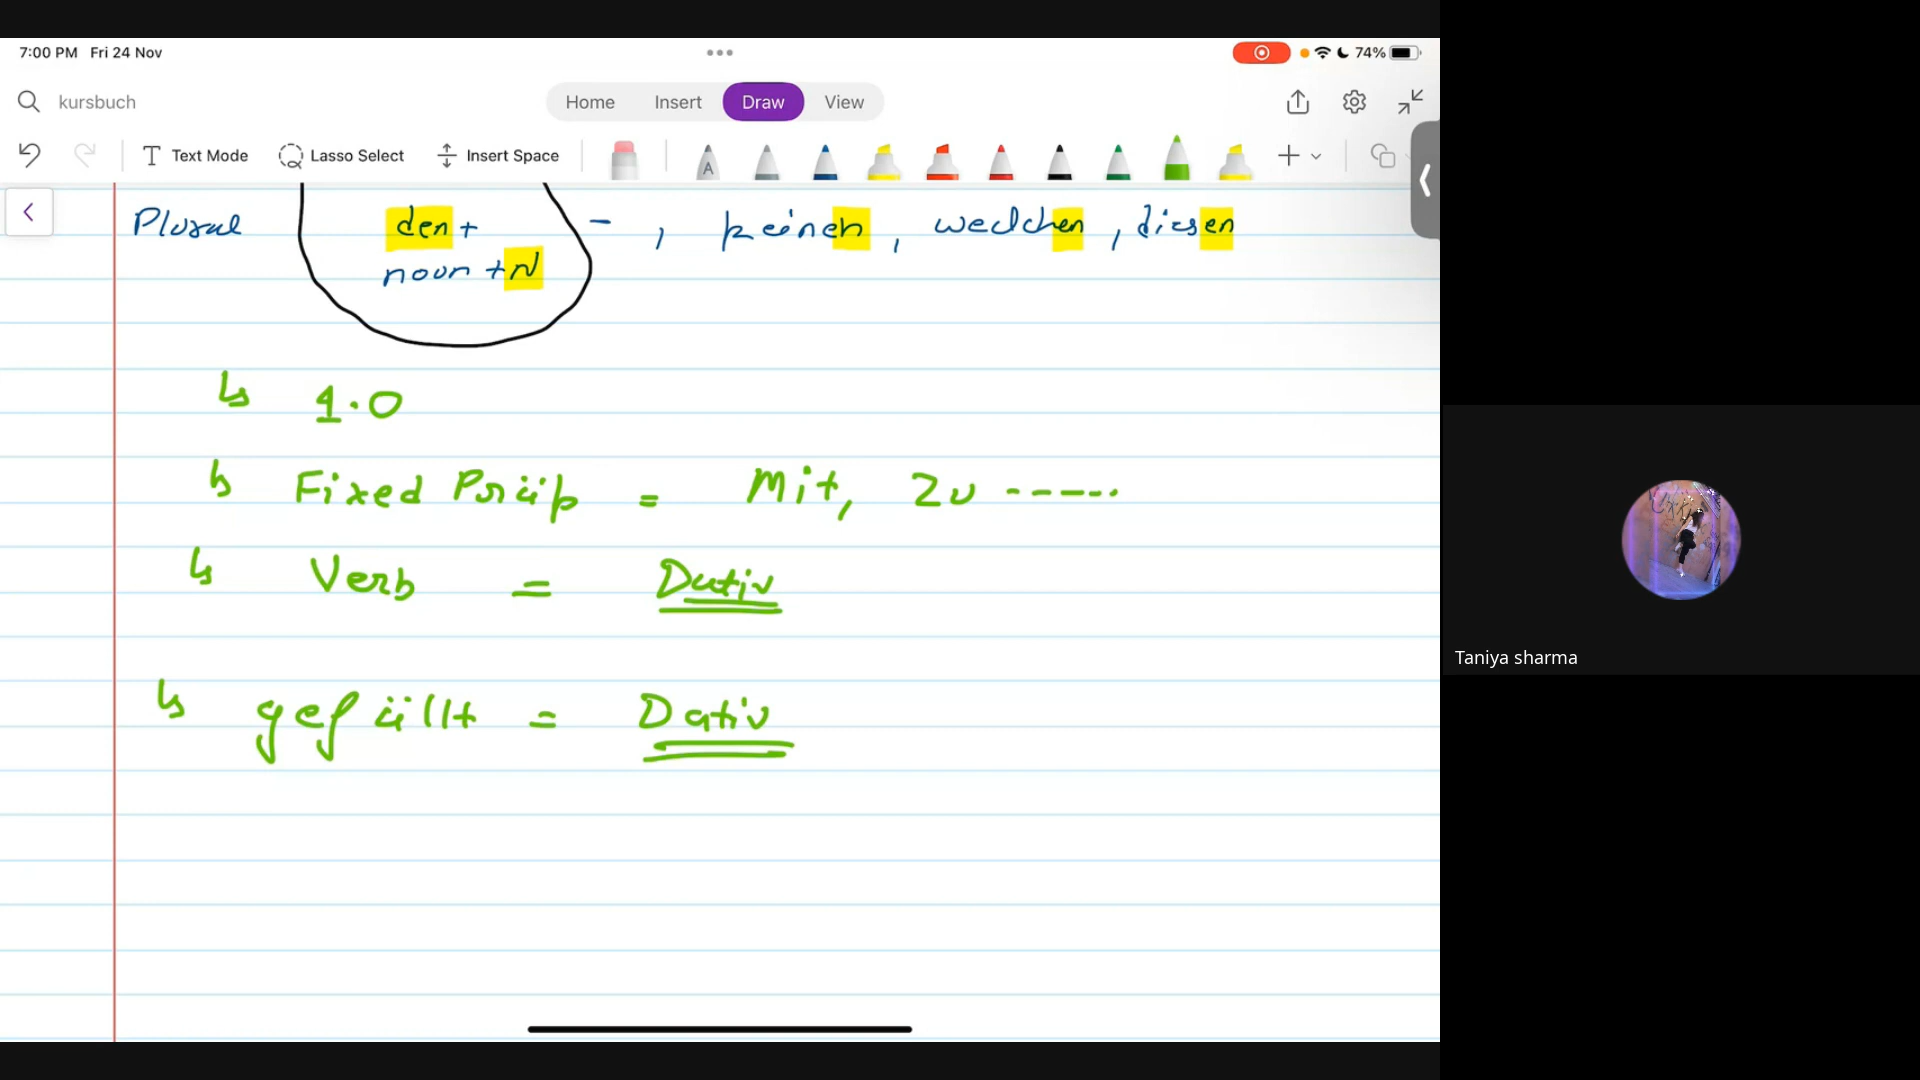 7:00 PM Fri 24 Nov 74%
kursbuch Home Insert Draw View
Text Mode Lasso Select Insert Space A
Plural den + - , keinen , welchen , diesen
noun + N
1.0
Fixed Präp = Mit, Zu ------
Verb = Dativ
gefüllt = Dativ
Taniya sharma